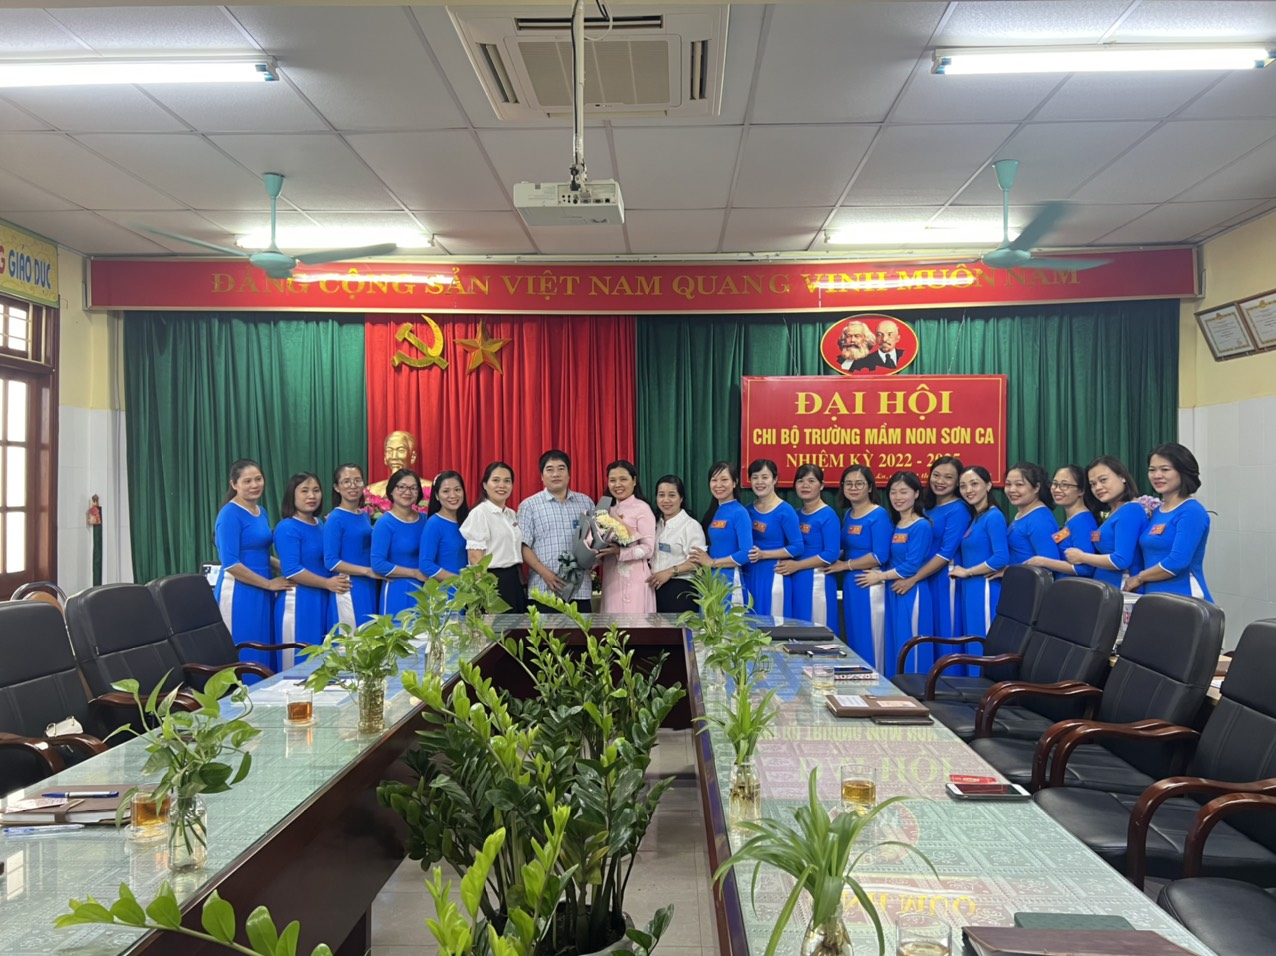 GIÁO DỤC
ĐẢNG CỘNG SẢN VIỆT NAM QUANG VINH MUÔN NĂM
ĐẠI HỘI
CHI BỘ TRƯỜNG MẦM NON SƠN CA
NHIỆM KỲ 2022 - 2025